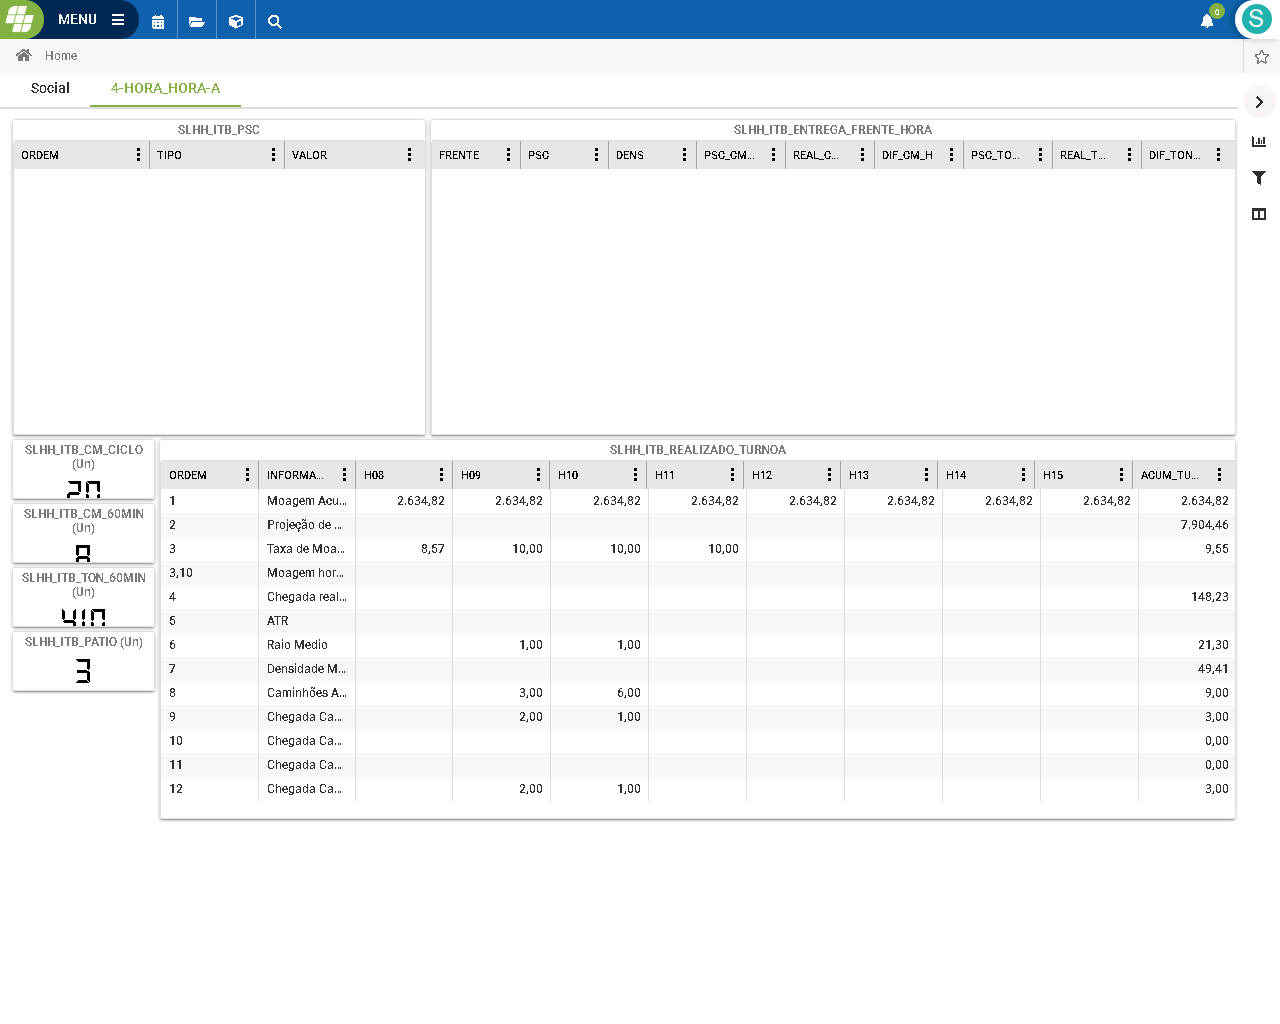 MENU
0
S
Home
Social 4-HORA_HORA-A
SLHH_ITB_PSC
ORDEM TIPO VALOR
SLHH_ITB_ENTREGA_FRENTE_HORA
FRENTE PSC DENS PSC_CM... REAL_C... DIF_CM_H PSC_TO... REAL_T... DIF_TON...
SLHH_ITB_CM_CICLO
(Un)
20
SLHH_ITB_CM_60MIN
(Un)
SLHH_ITB_TON_60MIN
(Un)
410
SLHH_ITB_PATIO (Un)
3
SLHH_ITB_REALIZADO_TURNOA
ORDEM INFORMA... H08 H09 H10 H11 H12 H13 H14 H15 ACUM_TU...
1 Moagem Acu... 2.634,82 2.634,82 2.634,82 2.634,82 2.634,82 2.634,82 2.634,82 2.634,82 2.634,82
2 Projeção de ... 7.904,46
3 Taxa de Moa... 8,57 10,00 10,00 10,00 9,55
3,10 Moagem hor...
4 Chegada real... 148,23
5 ATR
6 Raio Medio 1,00 1,00 21,30
7 Densidade M... 49,41
8 Caminhões A... 3,00 6,00 9,00
9 Chegada Ca... 2,00 1,00 3,00
10 Chegada Ca... 0,00
11 Chegada Ca... 0,00
12 Chegada Ca... 2,00 1,00 3,00